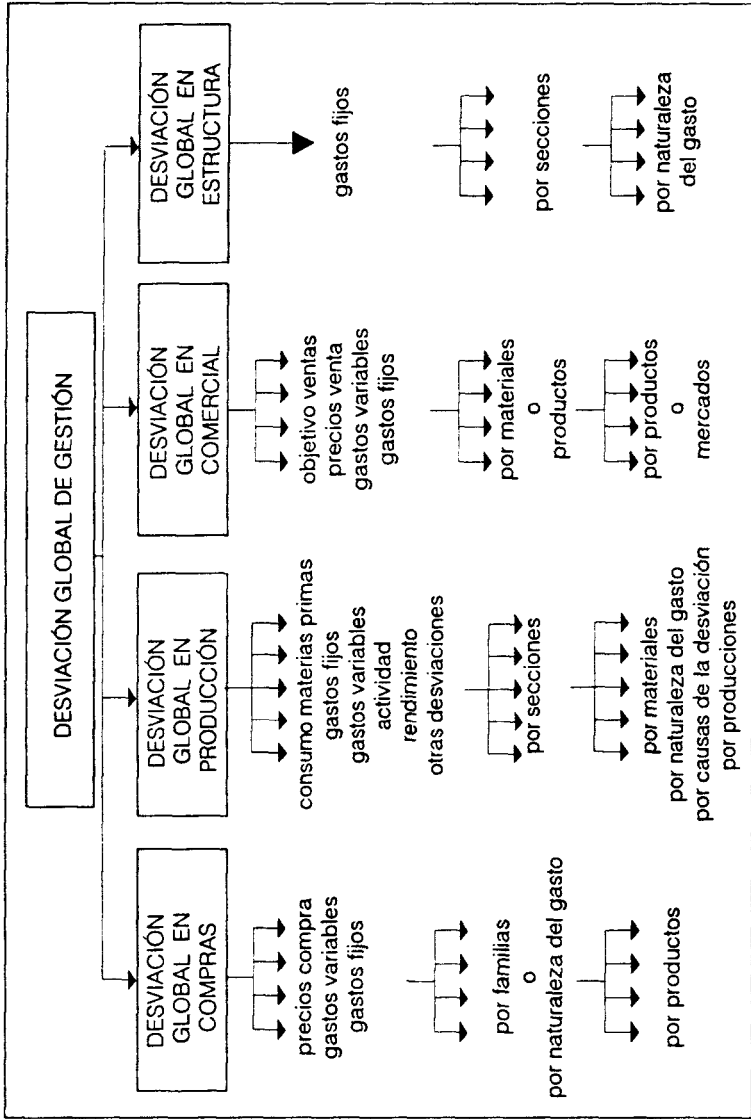 DESVIACIÓN GLOBAL DE GESTIÓN
DESVIACIÓN
GLOBAL EN
COMPRAS
precios compra
gastos variables
gastos fijos
por familias
o
por naturaleza del gasto
por productos
DESVIACIÓN
GLOBAL EN
PRODUCCIÓN
consumo materias primas
gastos fijos
gastos variables
actividad
rendimiento
otras desviaciones
por secciones
por materiales
por naturaleza del gasto
por causas de la desviación
por producciones
DESVIACIÓN
GLOBAL EN
COMERCIAL
objetivo ventas
precios venta
gastos variables
gastos fijos
por materiales
o
productos
por productos
o
mercados
DESVIACIÓN
GLOBAL EN
ESTRUCTURA
gastos fijos
por secciones
por naturaleza
del gasto